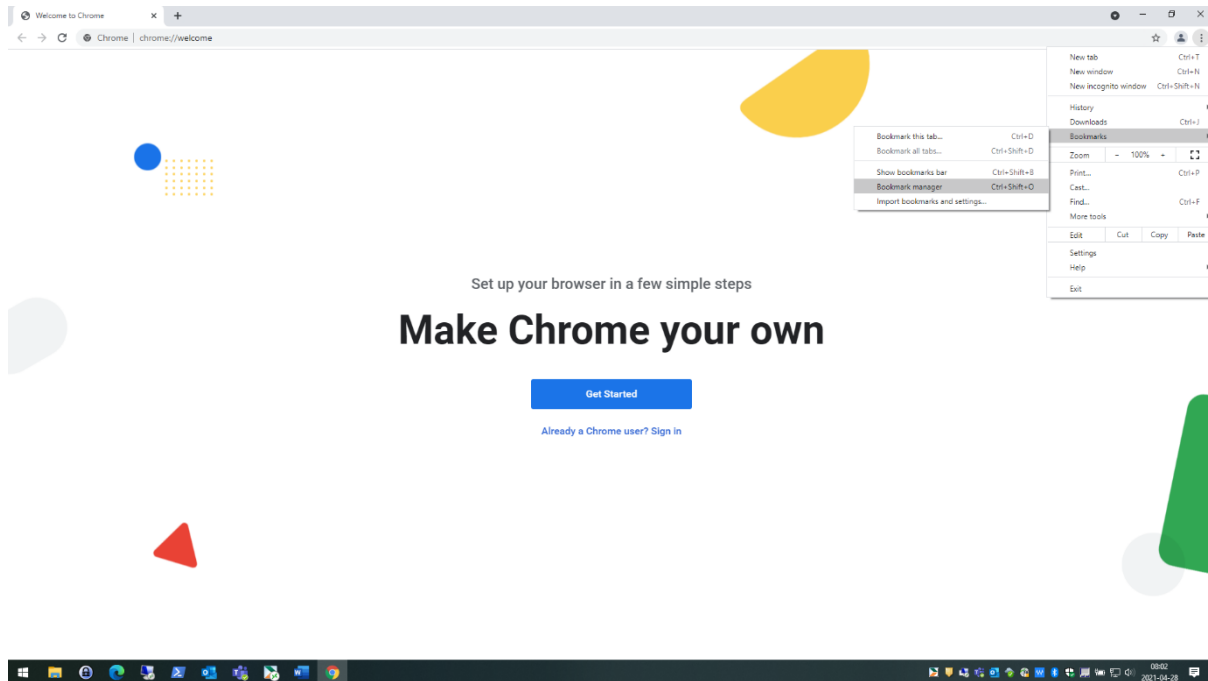 Welcome to Chrome
Chrome | chrome://welcome
New tab Ctrl+T
New window Ctrl+N
New incognito window Ctrl+Shift+N
History
Downloads Ctrl+J
Bookmarks
Zoom - 100% +
Print... Ctrl+P
Cast...
Find... Ctrl+F
More tools
Edit Cut Copy Paste
Settings
Help
Exit
Bookmark this tab... Ctrl+D
Bookmark all tabs... Ctrl+Shift+D
Show bookmarks bar Ctrl+Shift+B
Bookmark manager Ctrl+Shift+O
Import bookmarks and settings...
Set up your browser in a few simple steps
Make Chrome your own
Get Started
Already a Chrome user? Sign in
08:02
2021-04-28